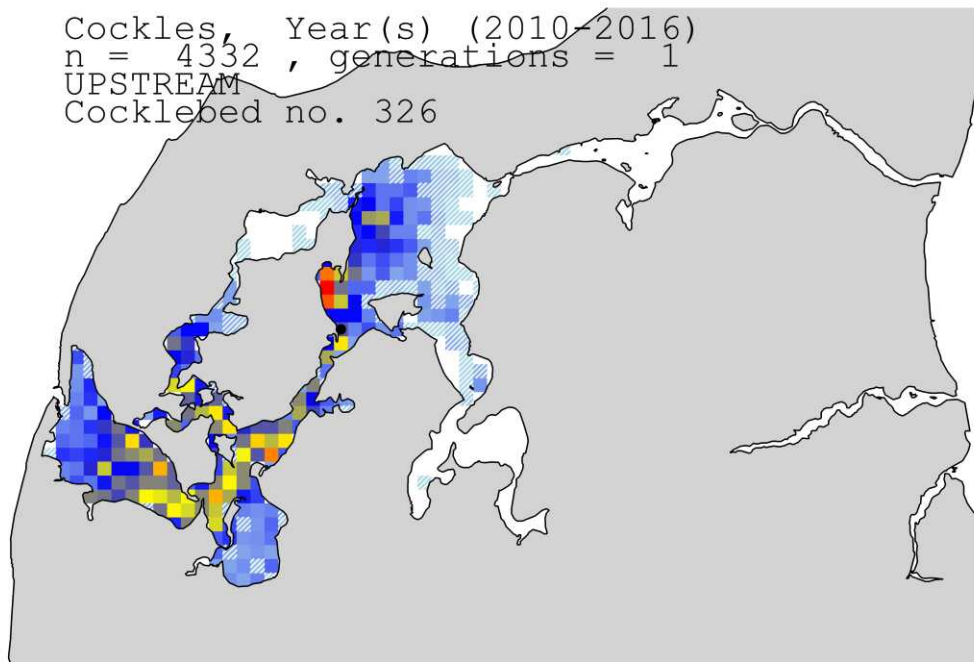 Cockles, Year(s) (2010-2016)
n = 4332 , generations = 1
UPSTREAM
Cocklebed no. 326